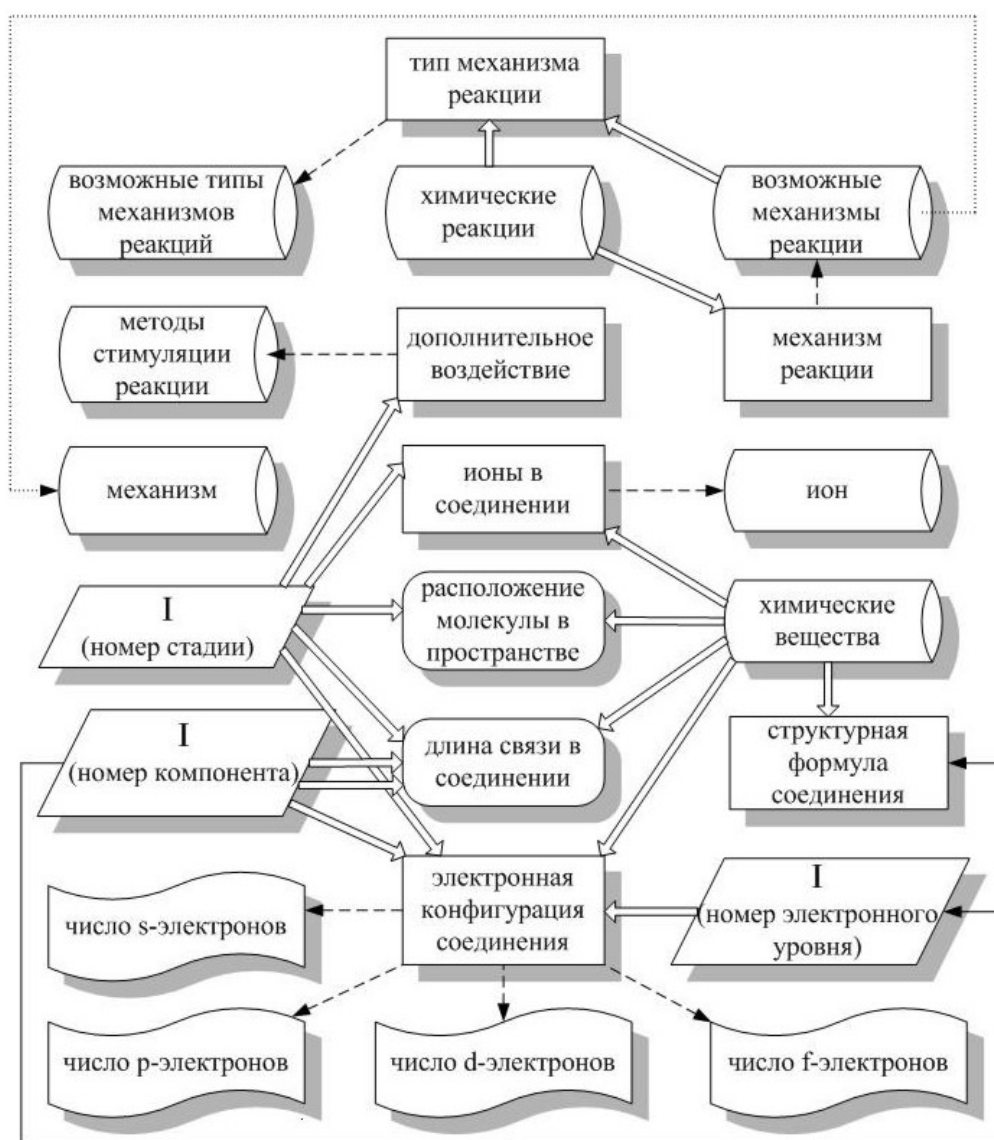 тип механизма
реакции
возможные типы
механизмов
реакций
химические
реакции
возможные
механизмы
реакции
методы
стимуляции
реакции
дополнительное
воздействие
механизм
реакции
механизм
ионы в
соединении
ион
I
(номер стадии)
расположение
молекулы в
пространстве
химические
вещества
I
(номер компонента)
длина связи в
соединении
структурная
формула
соединения
число s-электронов
электронная
конфигурация
соединения
I
(номер электронного
уровня)
число p-электронов
число d-электронов
число f-электронов